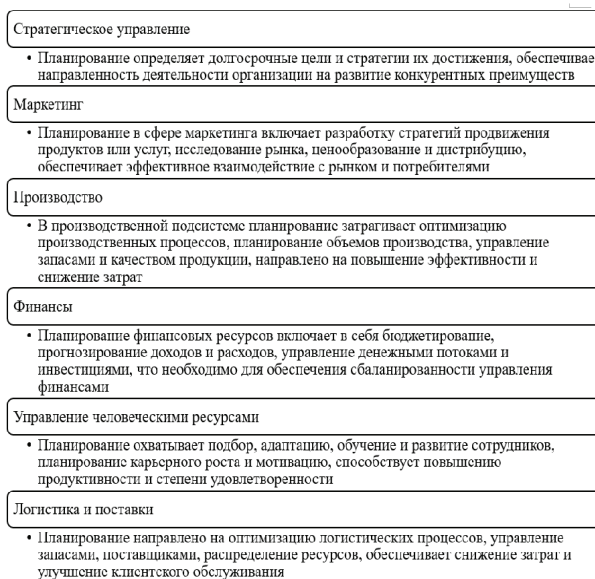 Стратегическое управление
• Планирование определяет долгосрочные цели и стратегии их достижения, обеспечивае
направленность деятельности организации на развитие конкурентных преимуществ
Маркетинг
• Планирование в сфере маркетинга включает разработку стратегий продвижения
продуктов или услуг, исследование рынка, ценообразование и дистрибуцию,
обеспечивает эффективное взаимодействие с рынком и потребителями
Производство
• В производственной подсистеме планирование затрагивает оптимизацию
производственных процессов, планирование объемов производства, управление
запасами и качеством продукции, направлено на повышение эффективности и
снижение затрат
Финансы
• Планирование финансовых ресурсов включает в себя бюджетирование,
прогнозирование доходов и расходов, управление денежными потоками и
инвестициями, что необходимо для обеспечения сбалансированности управления
финансами
Управление человеческими ресурсами
• Планирование охватывает подбор, адаптацию, обучение и развитие сотрудников,
планирование карьерного роста и мотивацию, способствует повышению
продуктивности и степени удовлетворенности
Логистика и поставки
• Планирование направлено на оптимизацию логистических процессов, управление
запасами, поставщиками, распределение ресурсов, обеспечивает снижение затрат и
улучшение клиентского обслуживания